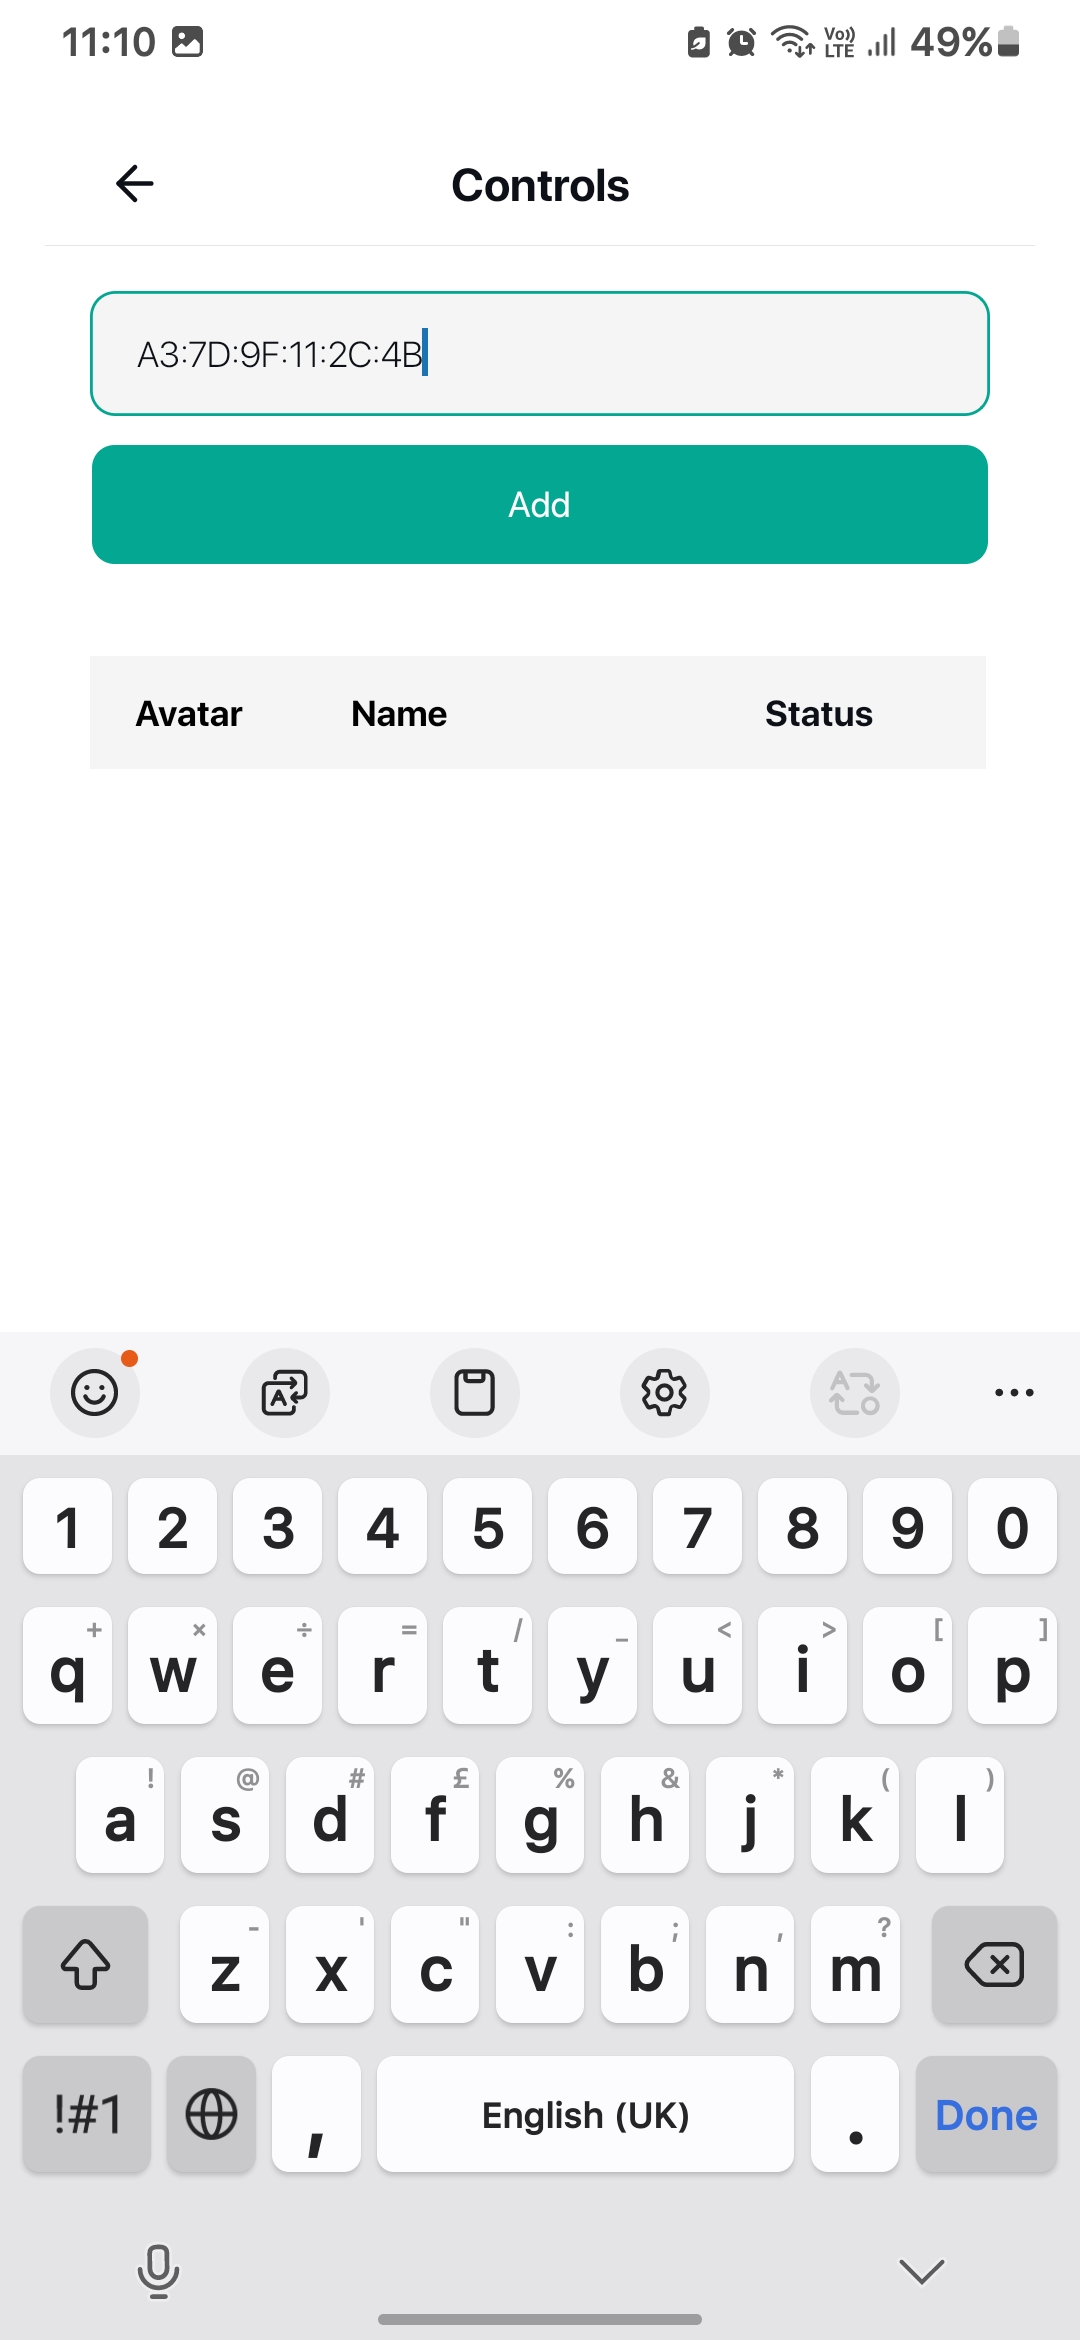 11:10 Vo)) LTE 49%
Controls
A3:7D:9F:11:2C:4B
Add
Avatar Name Status
1 2 3 4 5 6 7 8 9 0
+ × ÷ = / _ < > [ ]
q w e r t y u i o p
! @ # £ % & * ( )
a s d f g h j k l
- ' " : ; , ?
z x c v b n m
!#1 , English (UK) . Done